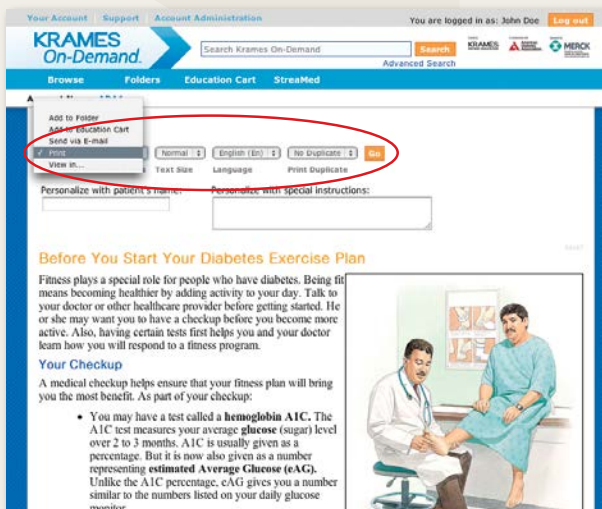 Your Account Support Account Administration
You are logged in as: John Doe Log out
KRAMES
On-Demand
Search Krames On-Demand Search
KRAMES MERCK
Advanced Search
Browse Folders Education Cart StreaMed
Add to Folder
Add to Education Cart
Send via E-mail
✓ Print
View in...
Normal English (En) No Duplicate Go
Text Size Language Print Duplicate
Personalize with patient's name: Personalize with special instructions:
Before You Start Your Diabetes Exercise Plan
Fitness plays a special role for people who have diabetes. Being fit
means becoming healthier by adding activity to your day. Talk to
your doctor or other healthcare provider before getting started. He
or she may want you to have a checkup before you become more
active. Also, having certain tests first helps you and your doctor
learn how you will respond to a fitness program.
Your Checkup
A medical checkup helps ensure that your fitness plan will bring
you the most benefit. As part of your checkup:
• You may have a test called a hemoglobin A1C. The
A1C test measures your average glucose (sugar) level
over 2 to 3 months. A1C is usually given as a
percentage. But it is now also given as a number
representing estimated Average Glucose (eAG).
Unlike the A1C percentage, eAG gives you a number
similar to the numbers listed on your daily glucose
monitor